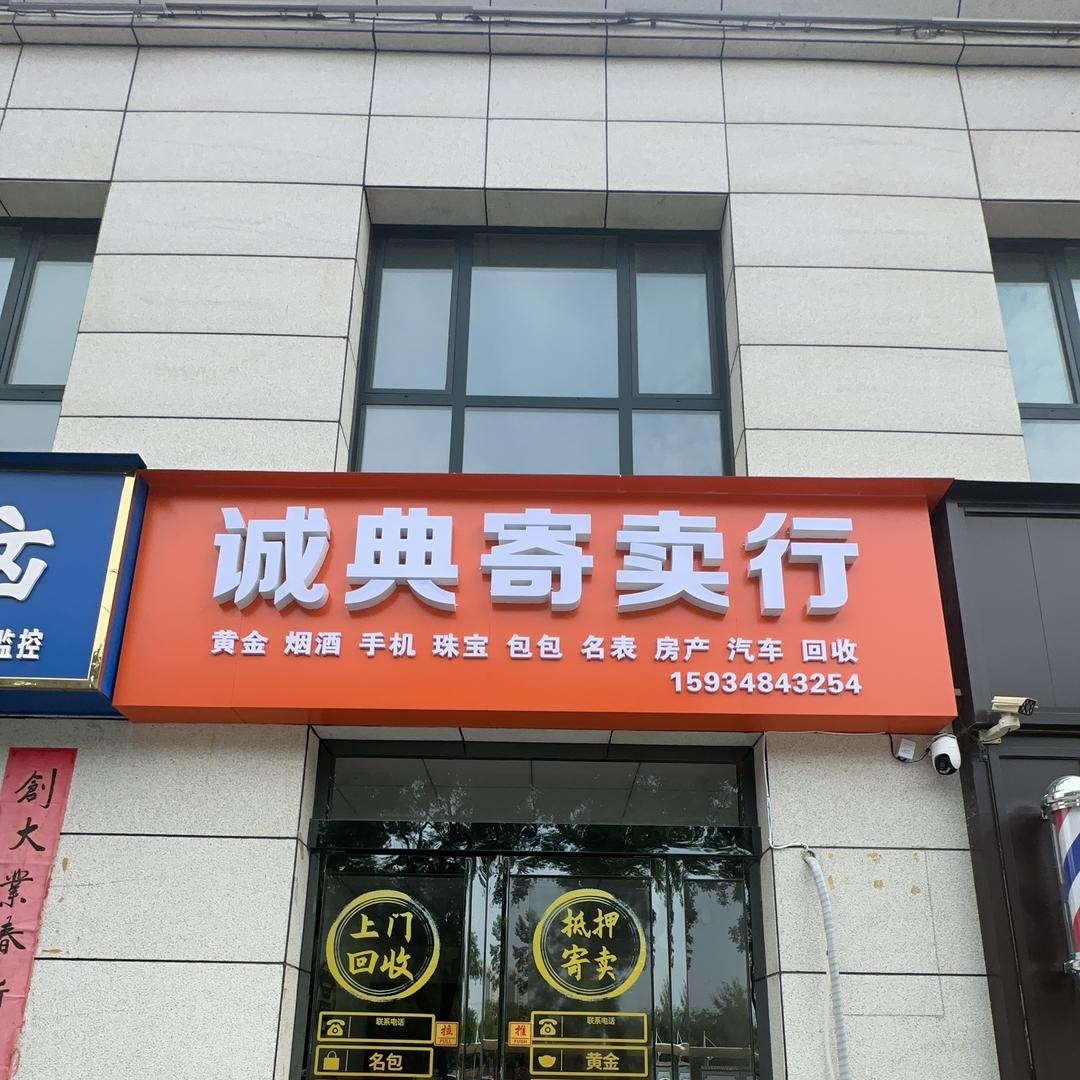 诚典寄卖行
黄金 烟酒 手机 珠宝 包包 名表 房产 汽车 回收
15934843254
监控
創大業春
上门
回收
联系电话
拉
PULL
名包
抵押
寄卖
联系电话
推
PUSH
黄金